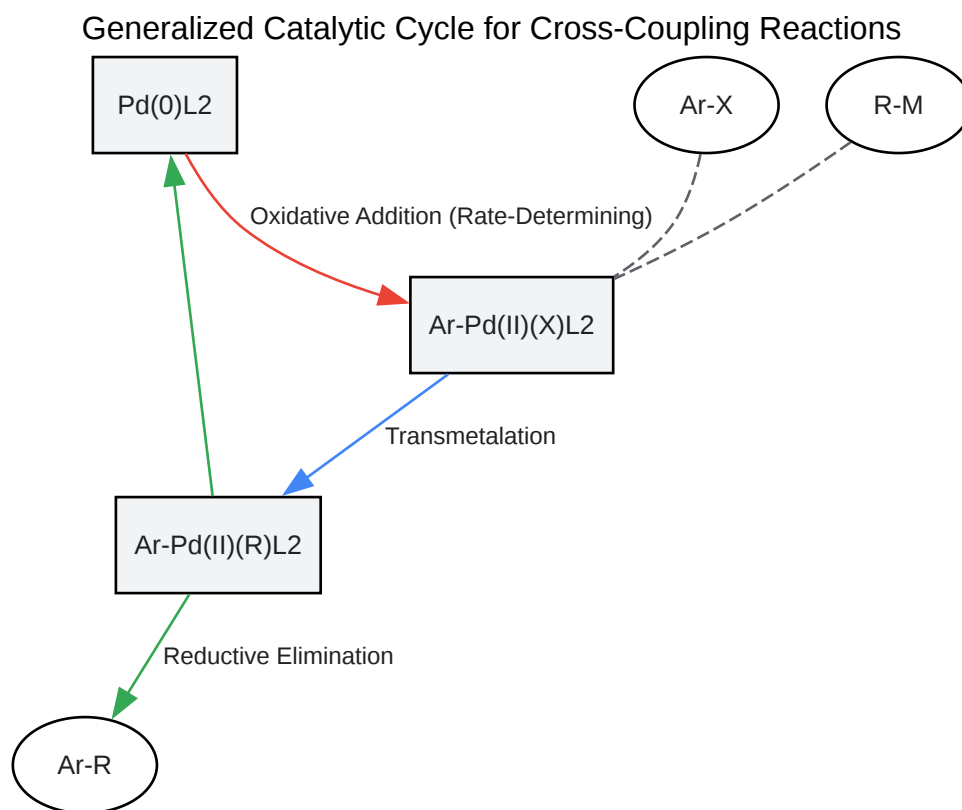 Generalized Catalytic Cycle for Cross-Coupling Reactions
Pd(0)L2
Ar-X
R-M
Oxidative Addition (Rate-Determining)
Ar-Pd(II)(X)L2
Transmetalation
Ar-Pd(II)(R)L2
Reductive Elimination
Ar-R